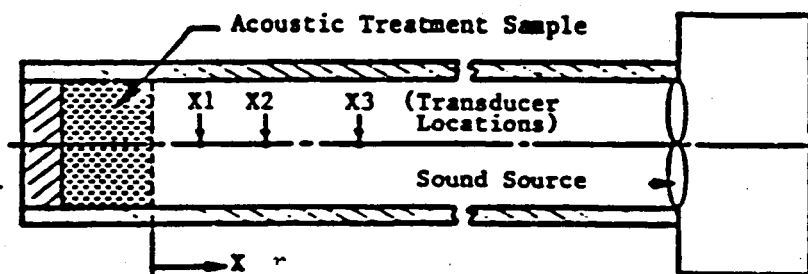 Acoustic Treatment Sample
X1 X2 X3 (Transducer
Locations)
Sound Source
X r